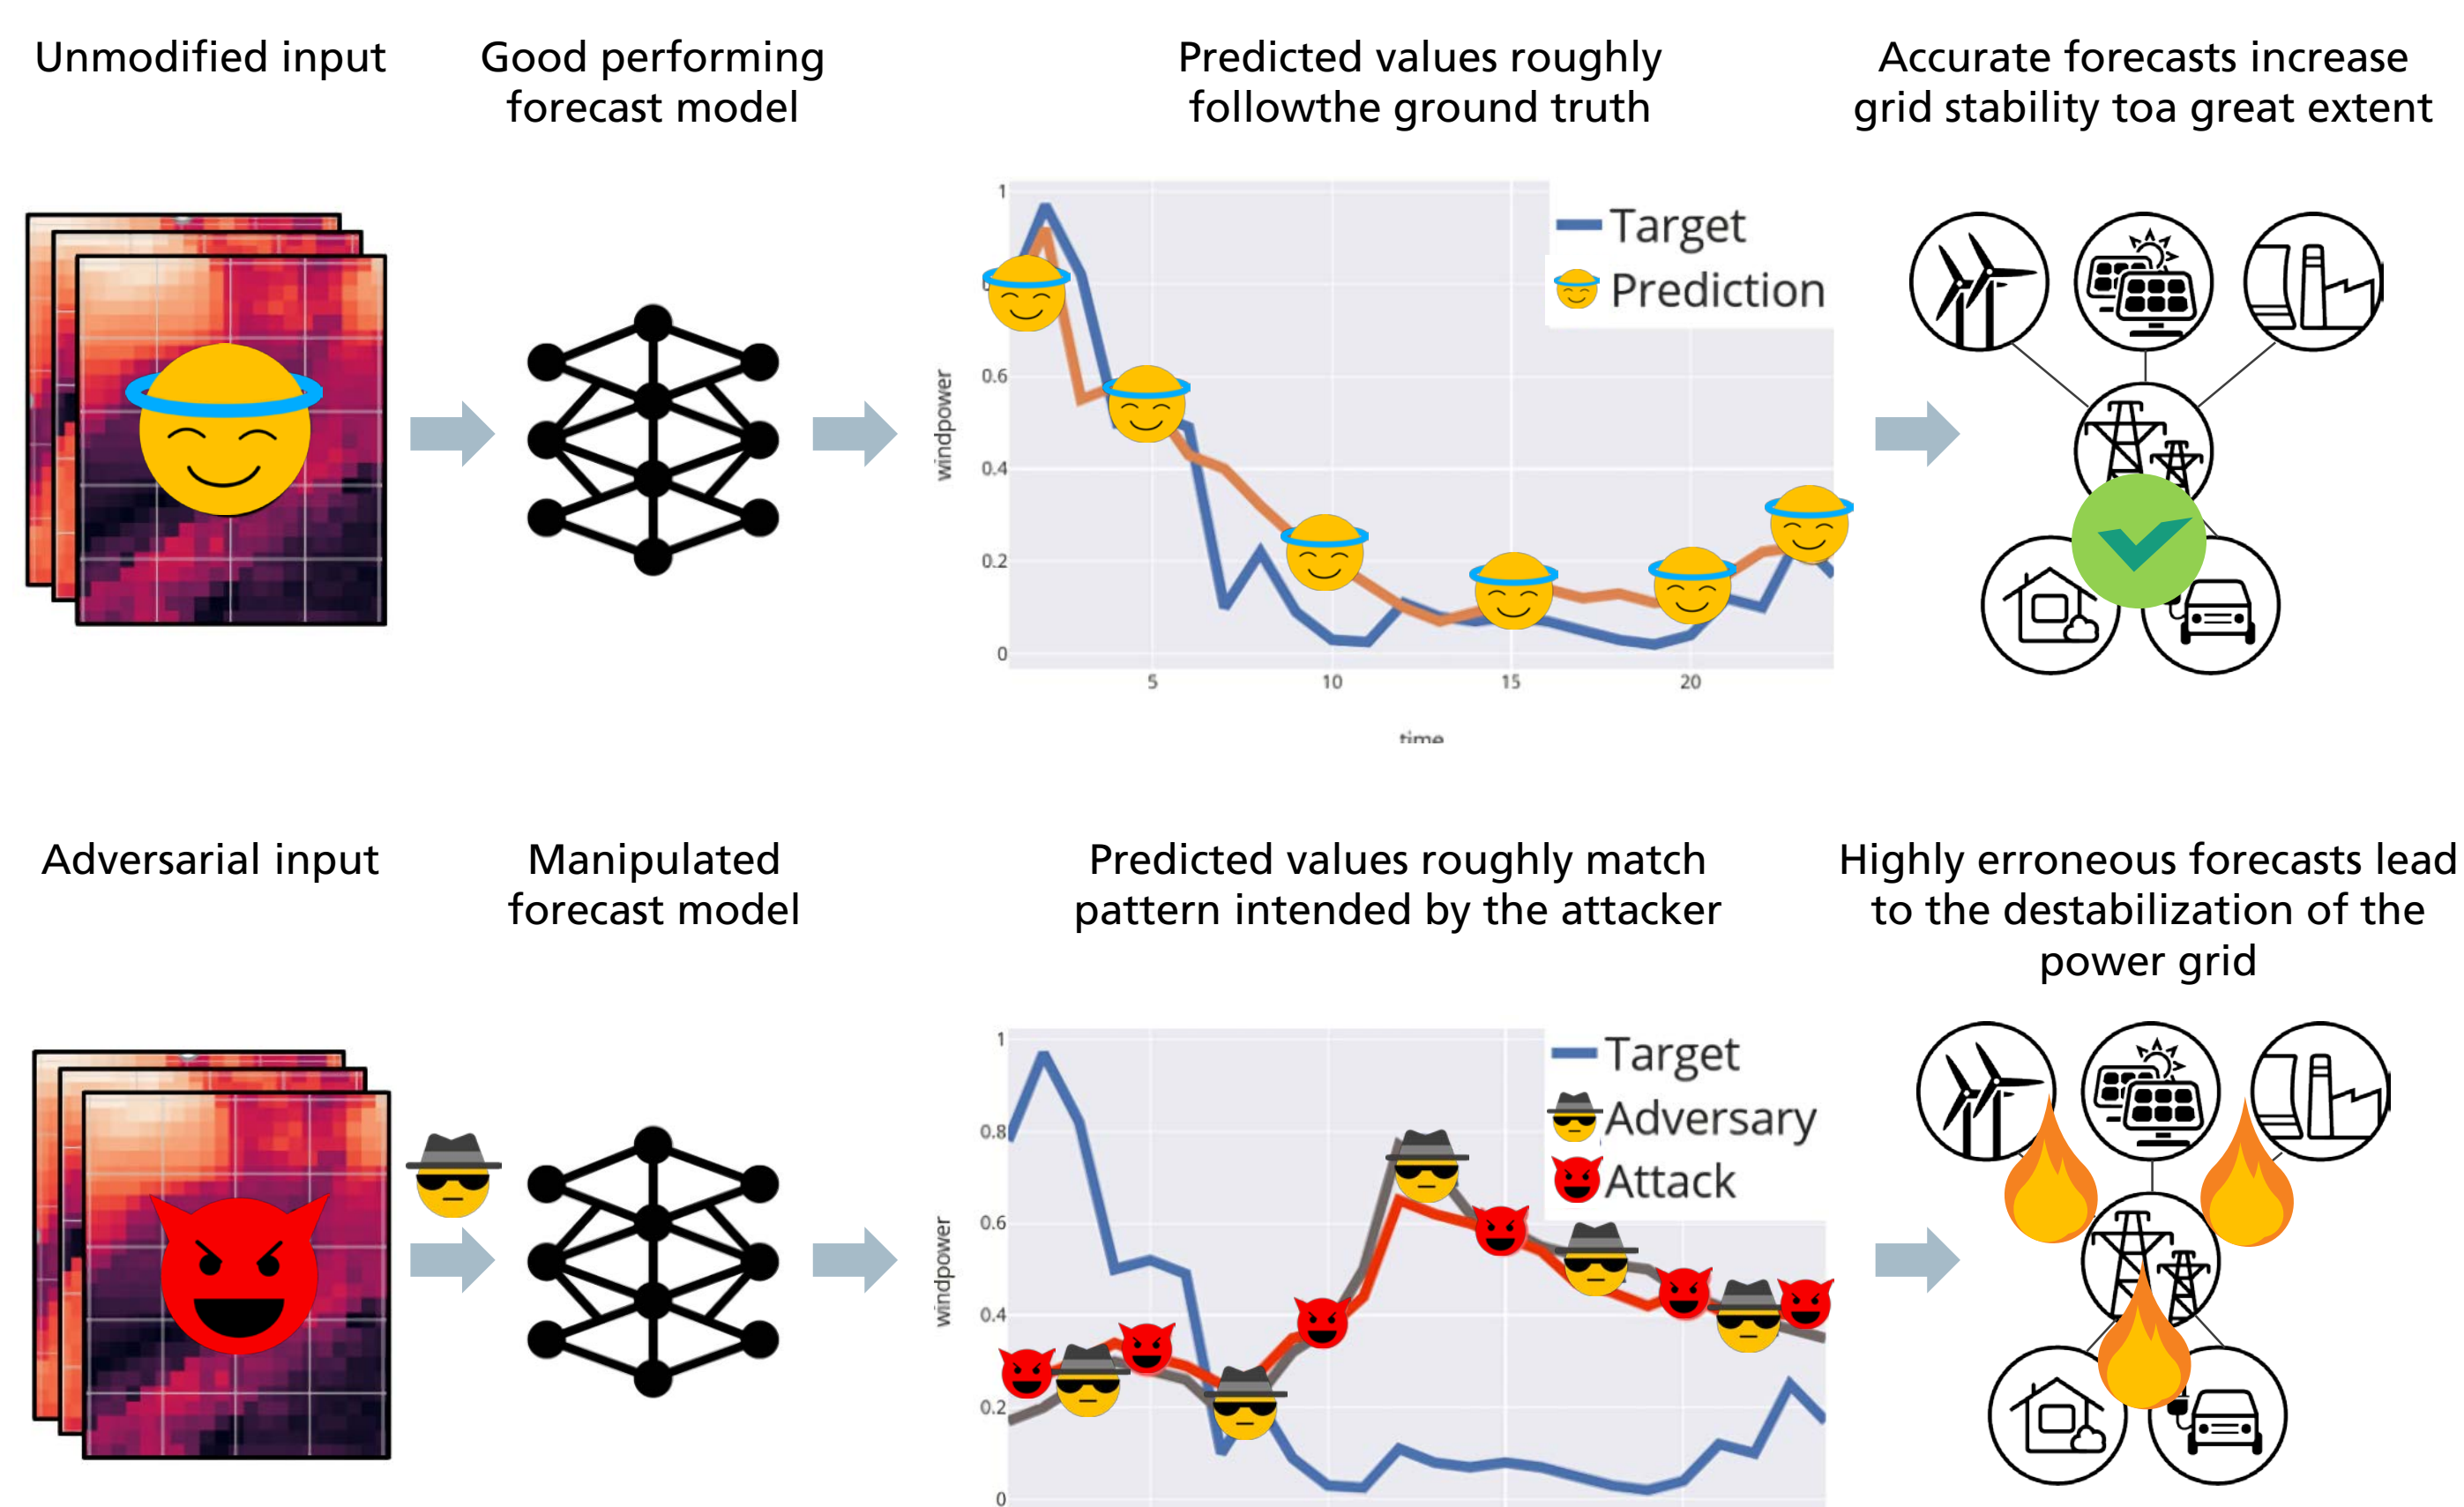 Unmodified input
Good performing
forecast model
Predicted values roughly
followthe ground truth
Accurate forecasts increase
grid stability toa great extent
1
0.6
0.4
0.2
0
windpower
5
10
15
20
time
Target
Prediction
Adversarial input
Manipulated
forecast model
Predicted values roughly match
pattern intended by the attacker
Highly erroneous forecasts lead
to the destabilization of the
power grid
1
0.8
0.6
0.4
0.2
0
windpower
Target
Adversary
Attack